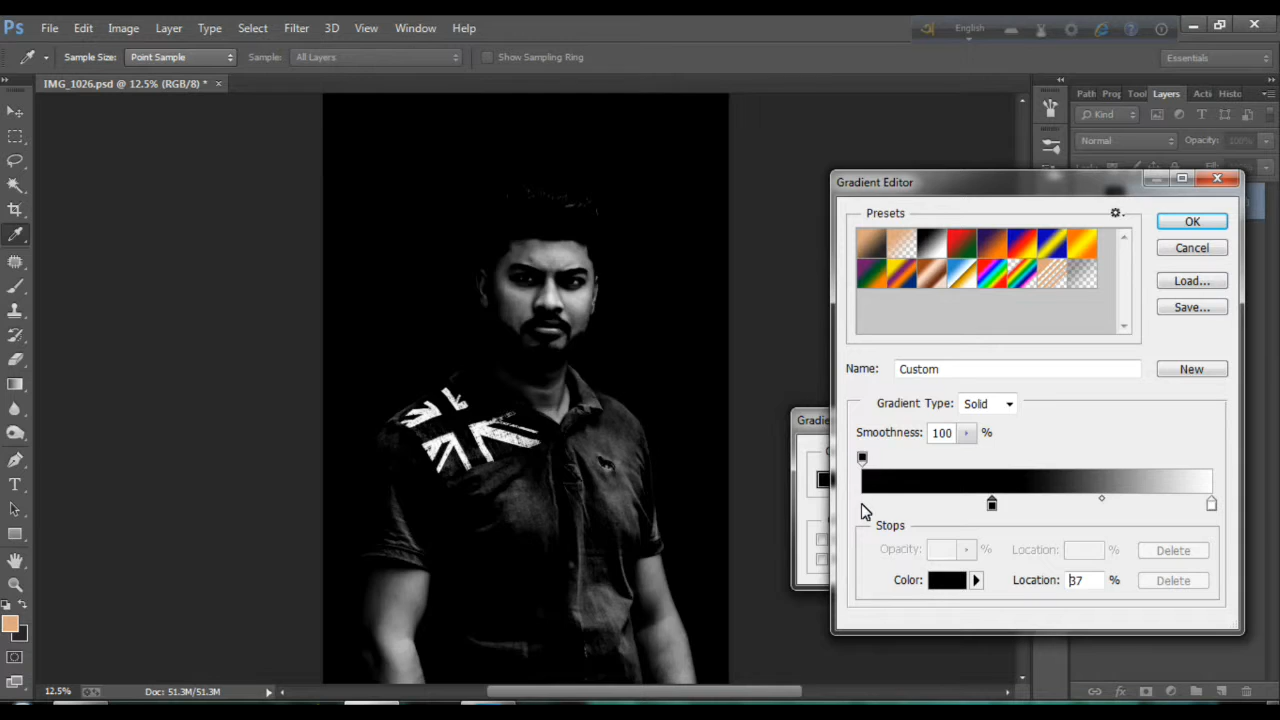 Ps File Edit Image Layer Type Select Filter 3D View Window Help
English
Sample Size: Point Sample Sample: All Layers Show Sampling Ring Essentials
IMG_1026.psd @ 12.5% (RGB/8) * ×
Path Prop Tool Layers Acti Histo
Kind
Normal Opacity: 100%
Gradient Editor
Presets
OK
Cancel
Load...
Save...
Name: Custom New
Gradient Type: Solid
Gradie
Smoothness: 100 %
Stops
Opacity: % Location: % Delete
Color: Location: 37 % Delete
12.5% Doc: 51.3M/51.3M